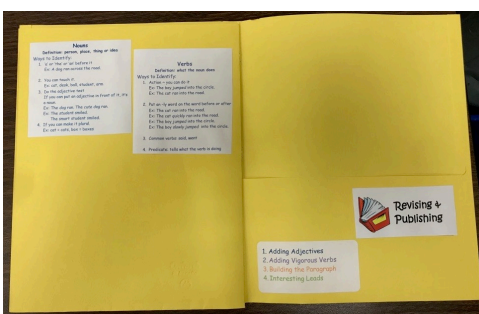 Nouns
Definition: person, place, thing or idea
Ways to Identify:
1. a or the or an before it
Ex: A dog ran across the road.
2. You can touch it.
Ex: cat, desk, ball, student, arm
3. Do the adjective test
If you can put an adjective in front of it, it's
a noun.
Ex: The dog ran. The cute dog ran.
Ex: The student smiled.
The smart student smiled.
4. If you can make it plural.
Ex: cat = cats; box = boxes
Verbs
Definition: what the noun does
Ways to Identify:
1. Action - you can do it
Ex: The boy jumped into the circle.
Ex: The cat ran into the road.
2. Put an -ly word on the word before or after
Ex: The cat ran into the road.
Ex: The cat quickly ran into the road.
Ex: The boy jumped into the circle.
Ex: The boy slowly jumped into the circle.
3. Common verbs: said, went
4. Predicate: tells what the verb is doing
Revising &
Publishing
1. Adding Adjectives
2. Adding Vigorous Verbs
3. Building the Paragraph
4. Interesting Leads